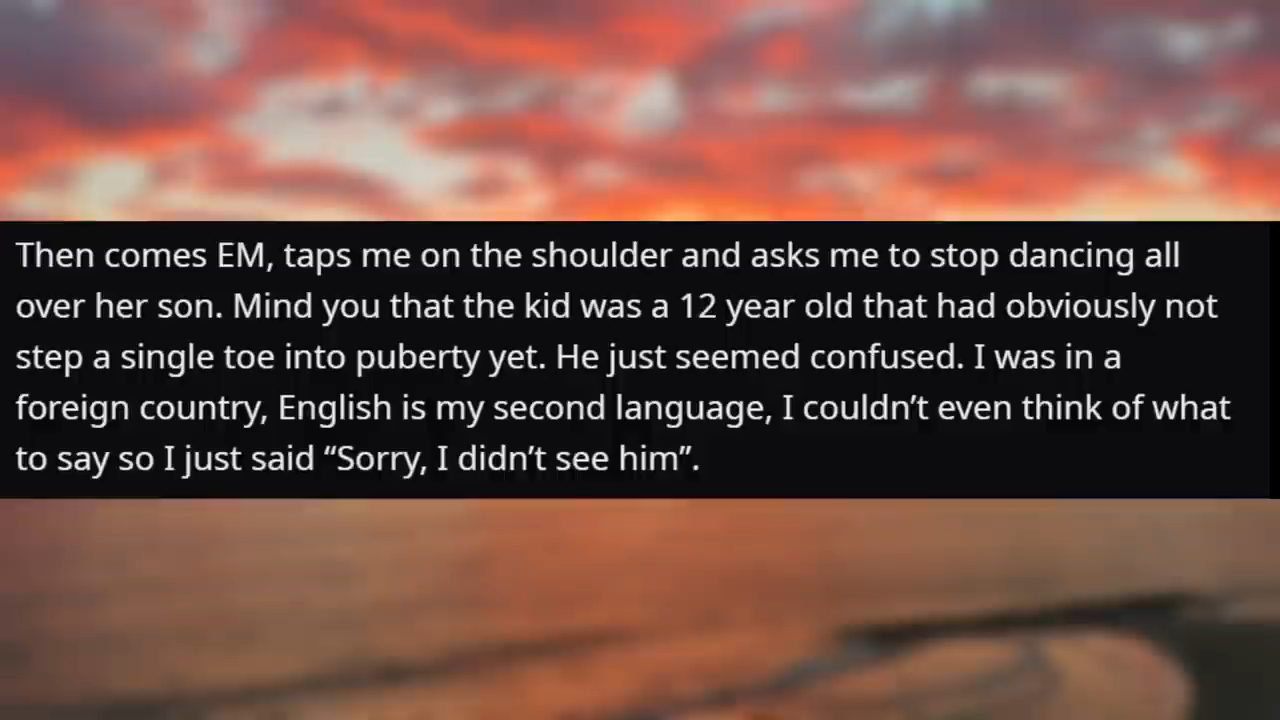 Then comes EM, taps me on the shoulder and asks me to stop dancing all
over her son. Mind you that the kid was a 12 year old that had obviously not
step a single toe into puberty yet. He just seemed confused. I was in a
foreign country, English is my second language, I couldn’t even think of what
to say so I just said “Sorry, I didn’t see him”.